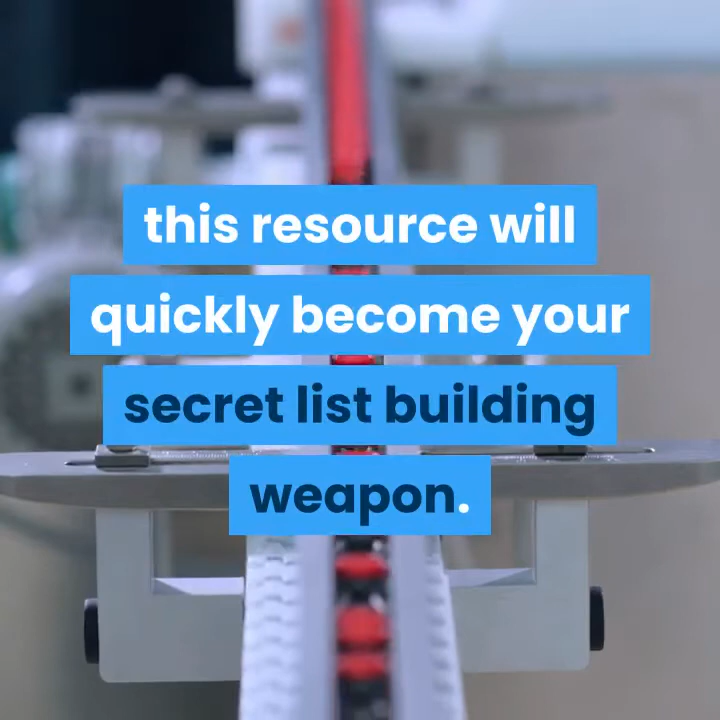 this resource will
quickly become your
secret list building
weapon.